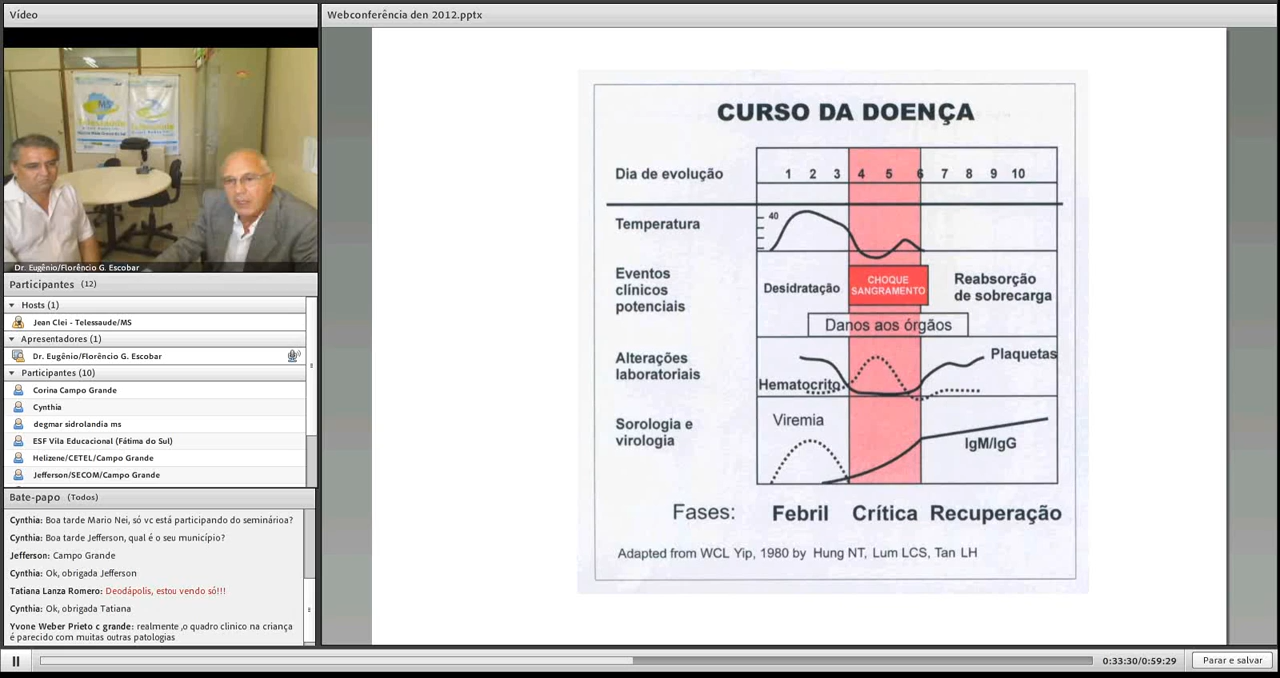 Vídeo
MS
Dr. Eugênio/Florêncio G. Escobar
Participantes (12)
Hosts (1)
Jean Clei - Telessaude/MS
Apresentadores (1)
Dr. Eugênio/Florêncio G. Escobar
Participantes (10)
Corina Campo Grande
Cynthia
degmar sidrolandia ms
ESF Vila Educacional (Fátima do Sul)
Helizene/CETEL/Campo Grande
Jefferson/SECOM/Campo Grande
Bate-papo (Todos)
Cynthia: Boa tarde Mario Nei, só vc está participando do seminárioa?
Cynthia: Boa tarde Jefferson, qual é o seu município?
Jefferson: Campo Grande
Cynthia: Ok, obrigada Jefferson
Tatiana Lanza Romero: Deodápolis, estou vendo só!!!
Cynthia: Ok, obrigada Tatiana
Yvone Weber Prieto c grande: realmente ,o quadro clinico na criança
é parecido com muitas outras patologias
Webconferência den 2012.pptx
CURSO DA DOENÇA
Dia de evolução 1 2 3 4 5 6 7 8 9 10
Temperatura 40
Eventos
clínicos
potenciais
Desidratação
CHOQUE
SANGRAMENTO
Reabsorção
de sobrecarga
Danos aos órgãos
Alterações
laboratoriais
Plaquetas
Hematocrito
Sorologia e
virologia
Viremia
IgM/IgG
Fases: Febril Crítica Recuperação
Adapted from WCL Yip, 1980 by Hung NT, Lum LCS, Tan LH
0:33:30/0:59:29
Parar e salvar